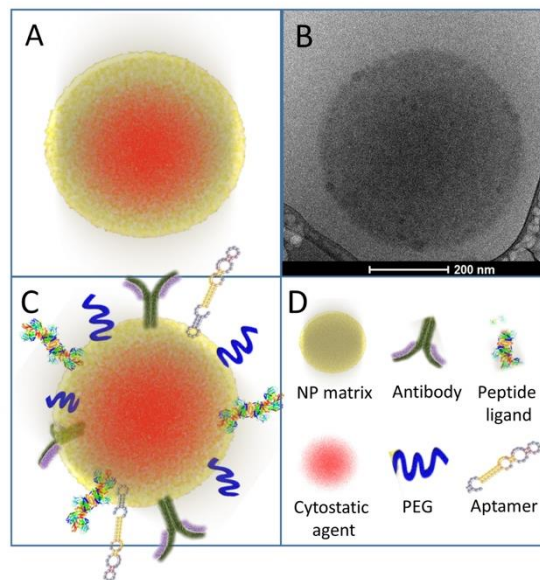 A
B
200 nm
C
D
NP matrix
Antibody
Peptide
ligand
Cytostatic
agent
PEG
Aptamer